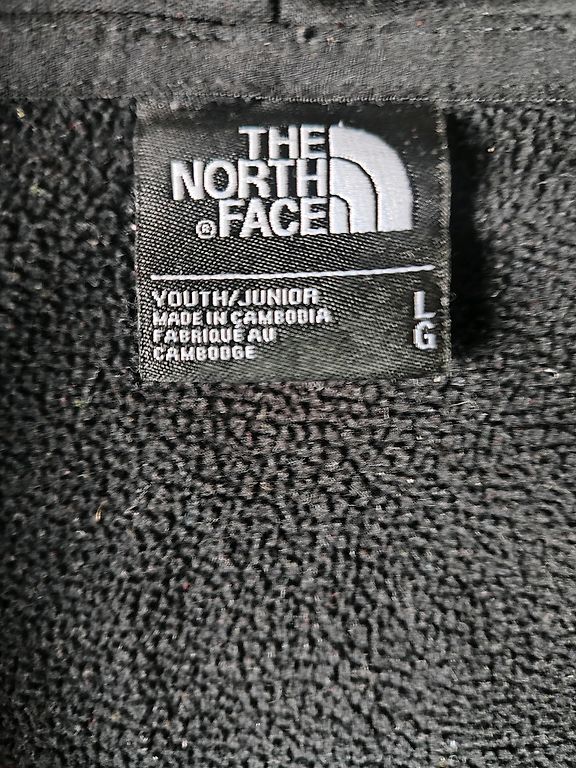 THE
NORTH
®FACE
YOUTH/JUNIOR
MADE IN CAMBODIA
FABRIQUÉ AU
CAMBODGE
L
G